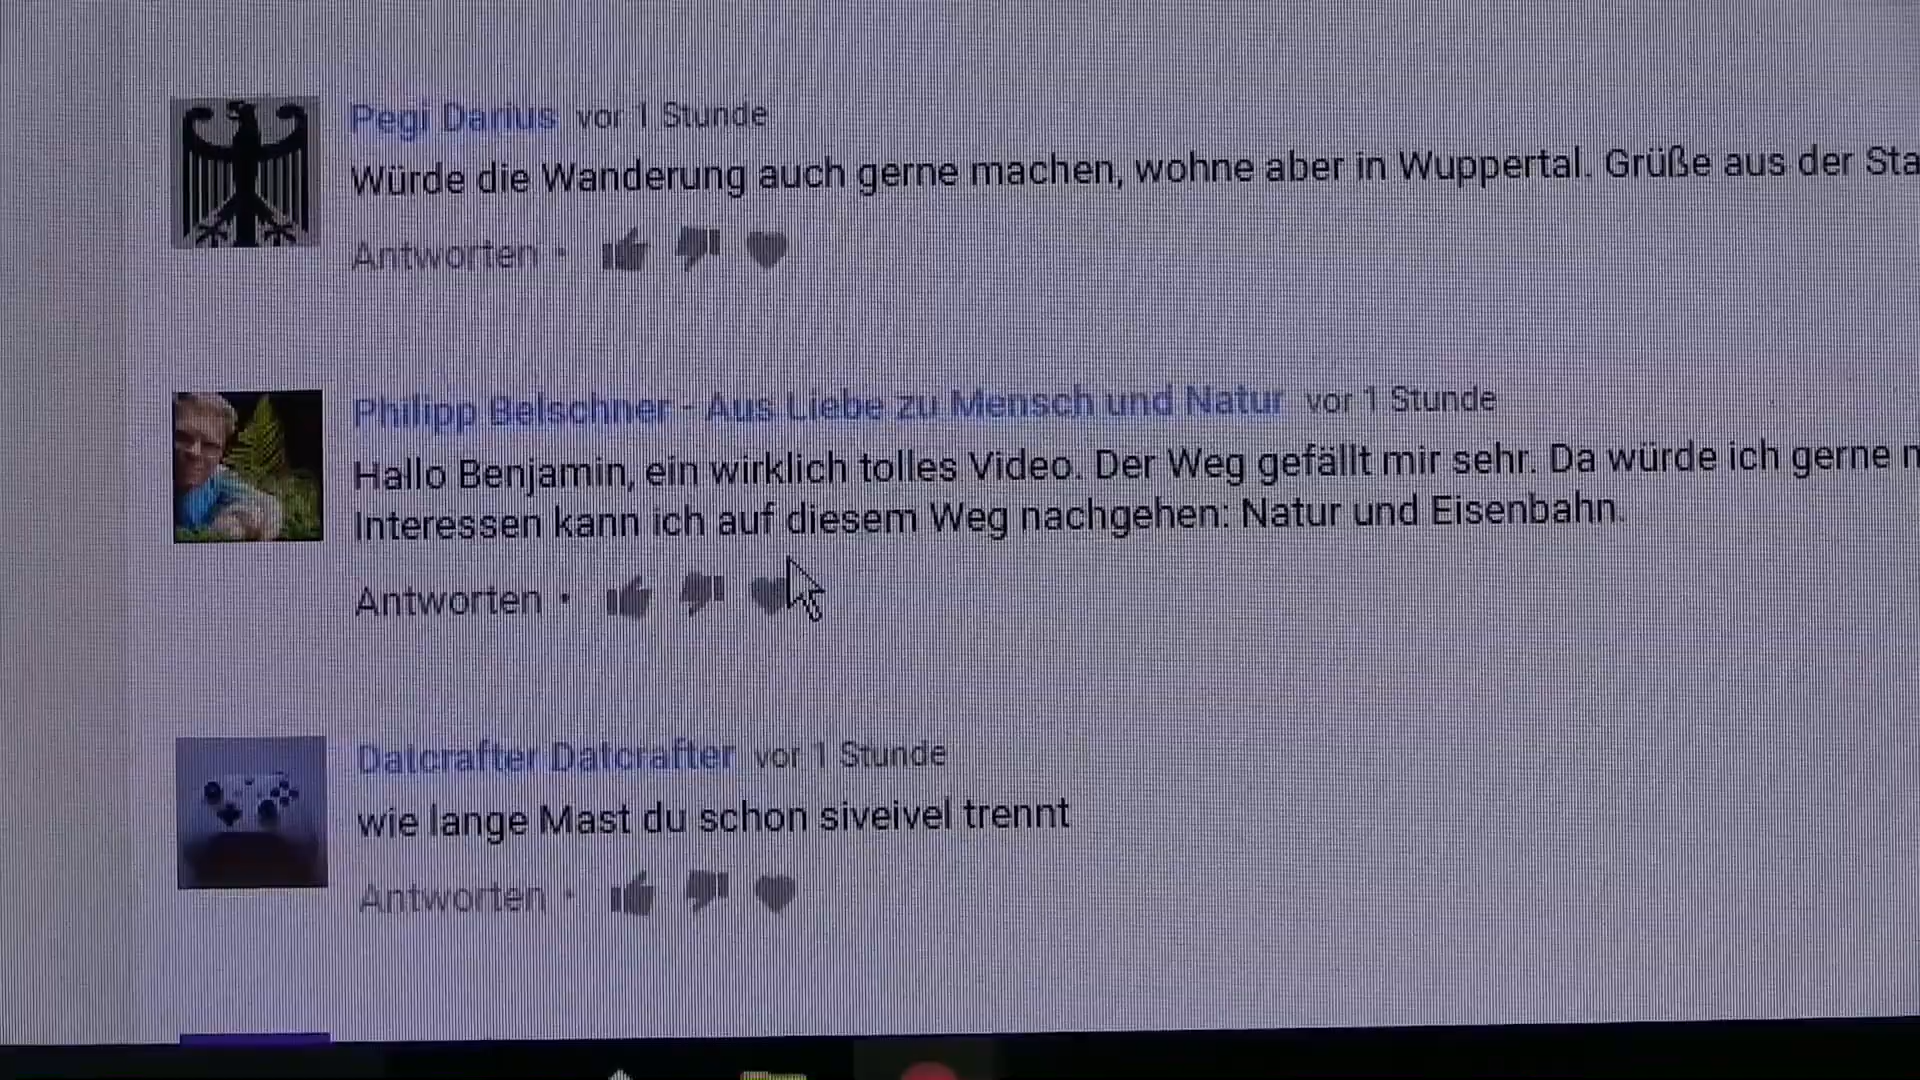 Pegi Darius vor 1 Stunde
Würde die Wanderung auch gerne machen, wohne aber in Wuppertal. Grüße aus der Sta
Antworten •
Philipp Belschner - Aus Liebe zu Mensch und Natur vor 1 Stunde
Hallo Benjamin, ein wirklich tolles Video. Der Weg gefällt mir sehr. Da würde ich gerne
Interessen kann ich auf diesem Weg nachgehen: Natur und Eisenbahn.
Antworten •
Datcrafter Datcrafter vor 1 Stunde
wie lange Mast du schon siveivel trennt
Antworten •